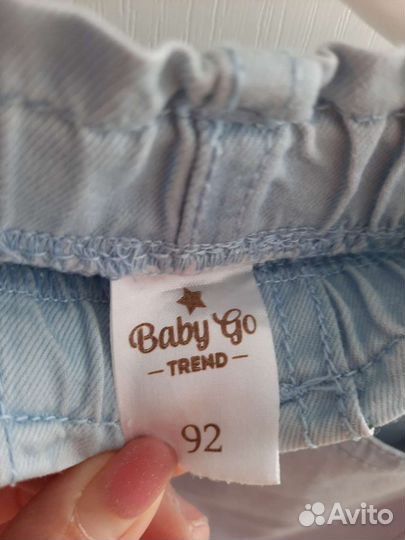 Baby Go
— TREND —
92
Avito